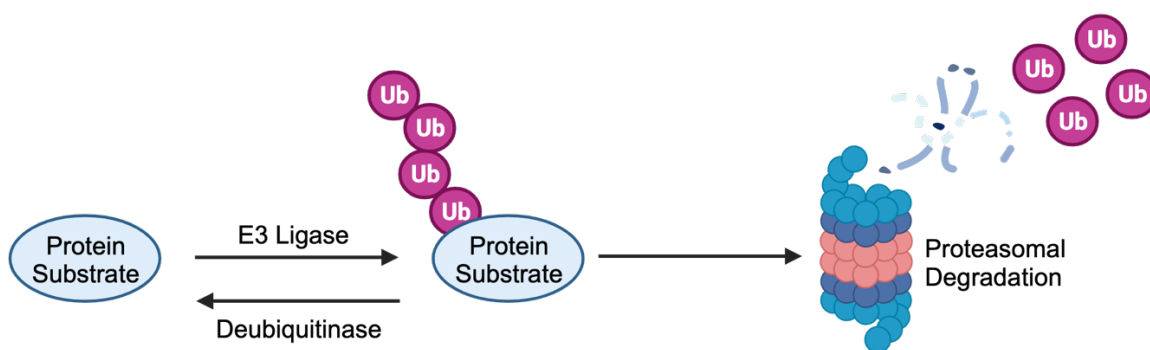 Ub
Ub
Ub
Ub
Ub
Ub
Ub
Ub
Protein
Substrate
E3 Ligase
Deubiquitinase
Protein
Substrate
Proteasomal
Degradation